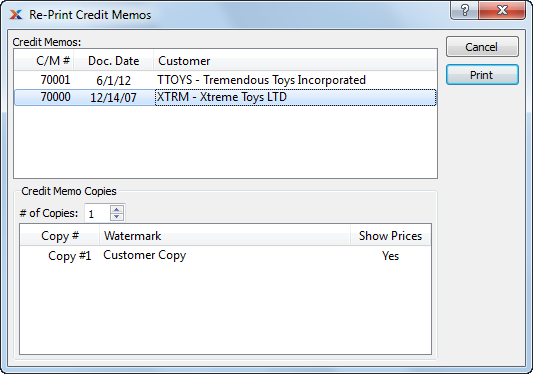 Re-Print Credit Memos
Credit Memos:
C/M # Doc. Date Customer
70001 6/1/12 TTOYS - Tremendous Toys Incorporated
70000 12/14/07 XTRM - Xtreme Toys LTD
Cancel
Print
Credit Memo Copies
# of Copies: 1
Copy # Watermark Show Prices
Copy #1 Customer Copy Yes